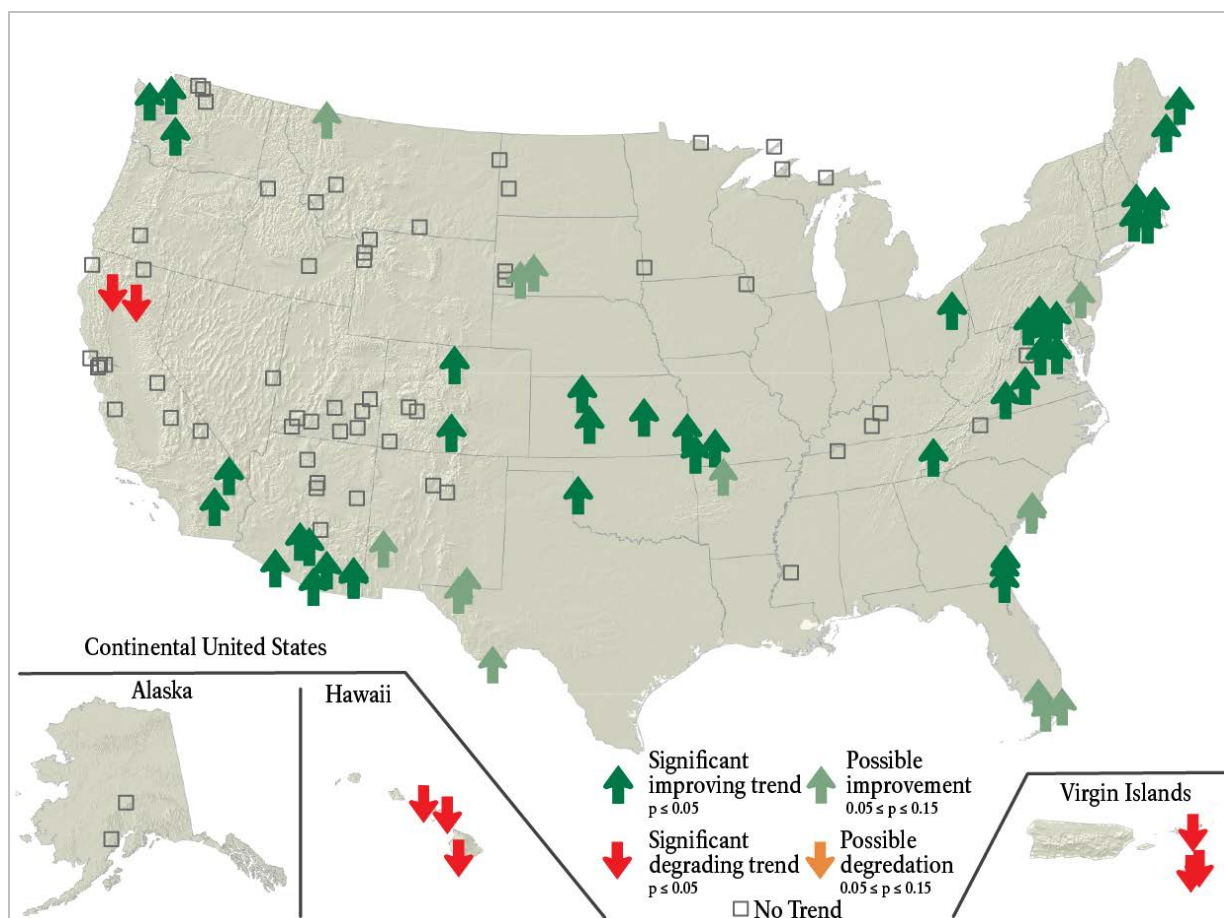 Continental United States
Alaska
Hawaii
Significant
improving trend
p ≤ 0.05
Possible
improvement
0.05 ≤ p ≤ 0.15
Significant
degrading trend
p ≤ 0.05
Possible
degredation
0.05 ≤ p ≤ 0.15
No Trend
Virgin Islands